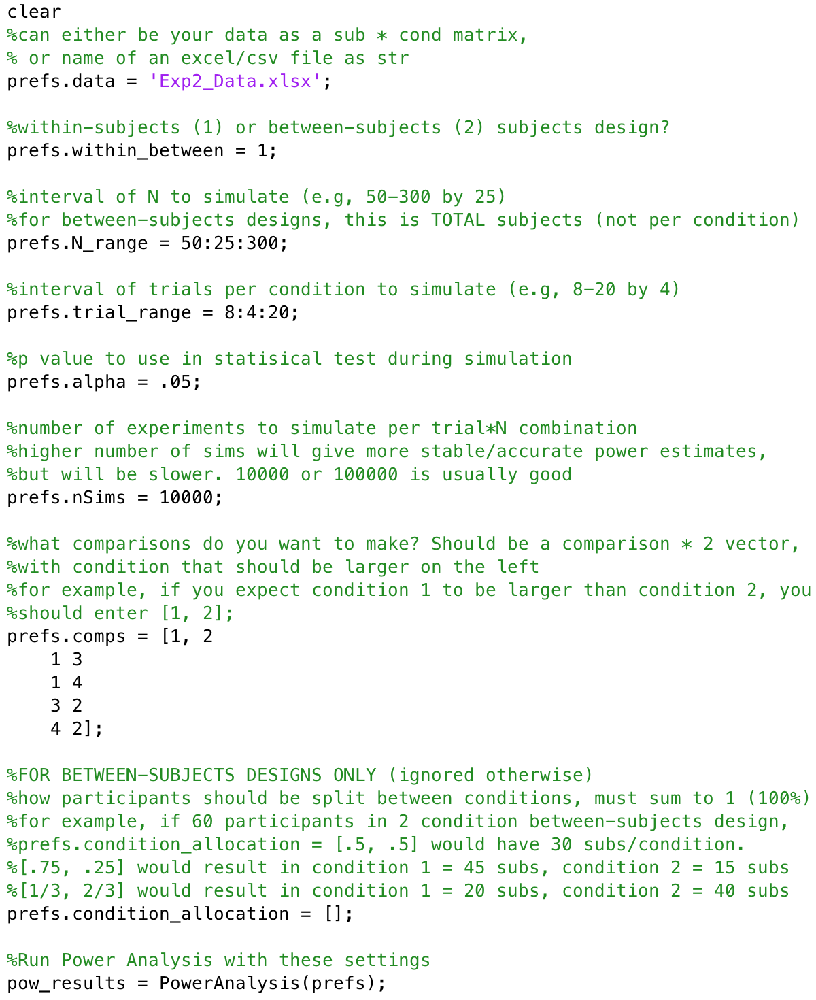 clear
%can either be your data as a sub * cond matrix,
% or name of an excel/csv file as str
prefs.data = 'Exp2_Data.xlsx';
%within-subjects (1) or between-subjects (2) subjects design?
prefs.within_between = 1;
%interval of N to simulate (e.g, 50-300 by 25)
%for between-subjects designs, this is TOTAL subjects (not per condition)
prefs.N_range = 50:25:300;
%interval of trials per condition to simulate (e.g, 8-20 by 4)
prefs.trial_range = 8:4:20;
%p value to use in statisical test during simulation
prefs.alpha = .05;
%number of experiments to simulate per trial*N combination
%higher number of sims will give more stable/accurate power estimates,
%but will be slower. 10000 or 100000 is usually good
prefs.nSims = 10000;
%what comparisons do you want to make? Should be a comparison * 2 vector,
%with condition that should be larger on the left
%for example, if you expect condition 1 to be larger than condition 2, you
%should enter [1, 2];
prefs.comps = [1, 2
    1 3
    1 4
    3 2
    4 2];
%FOR BETWEEN-SUBJECTS DESIGNS ONLY (ignored otherwise)
%how participants should be split between conditions, must sum to 1 (100%)
%for example, if 60 participants in 2 condition between-subjects design,
%prefs.condition_allocation = [.5, .5] would have 30 subs/condition.
%[.75, .25] would result in condition 1 = 45 subs, condition 2 = 15 subs
%[1/3, 2/3] would result in condition 1 = 20 subs, condition 2 = 40 subs
prefs.condition_allocation = [];
%Run Power Analysis with these settings
pow_results = PowerAnalysis(prefs);